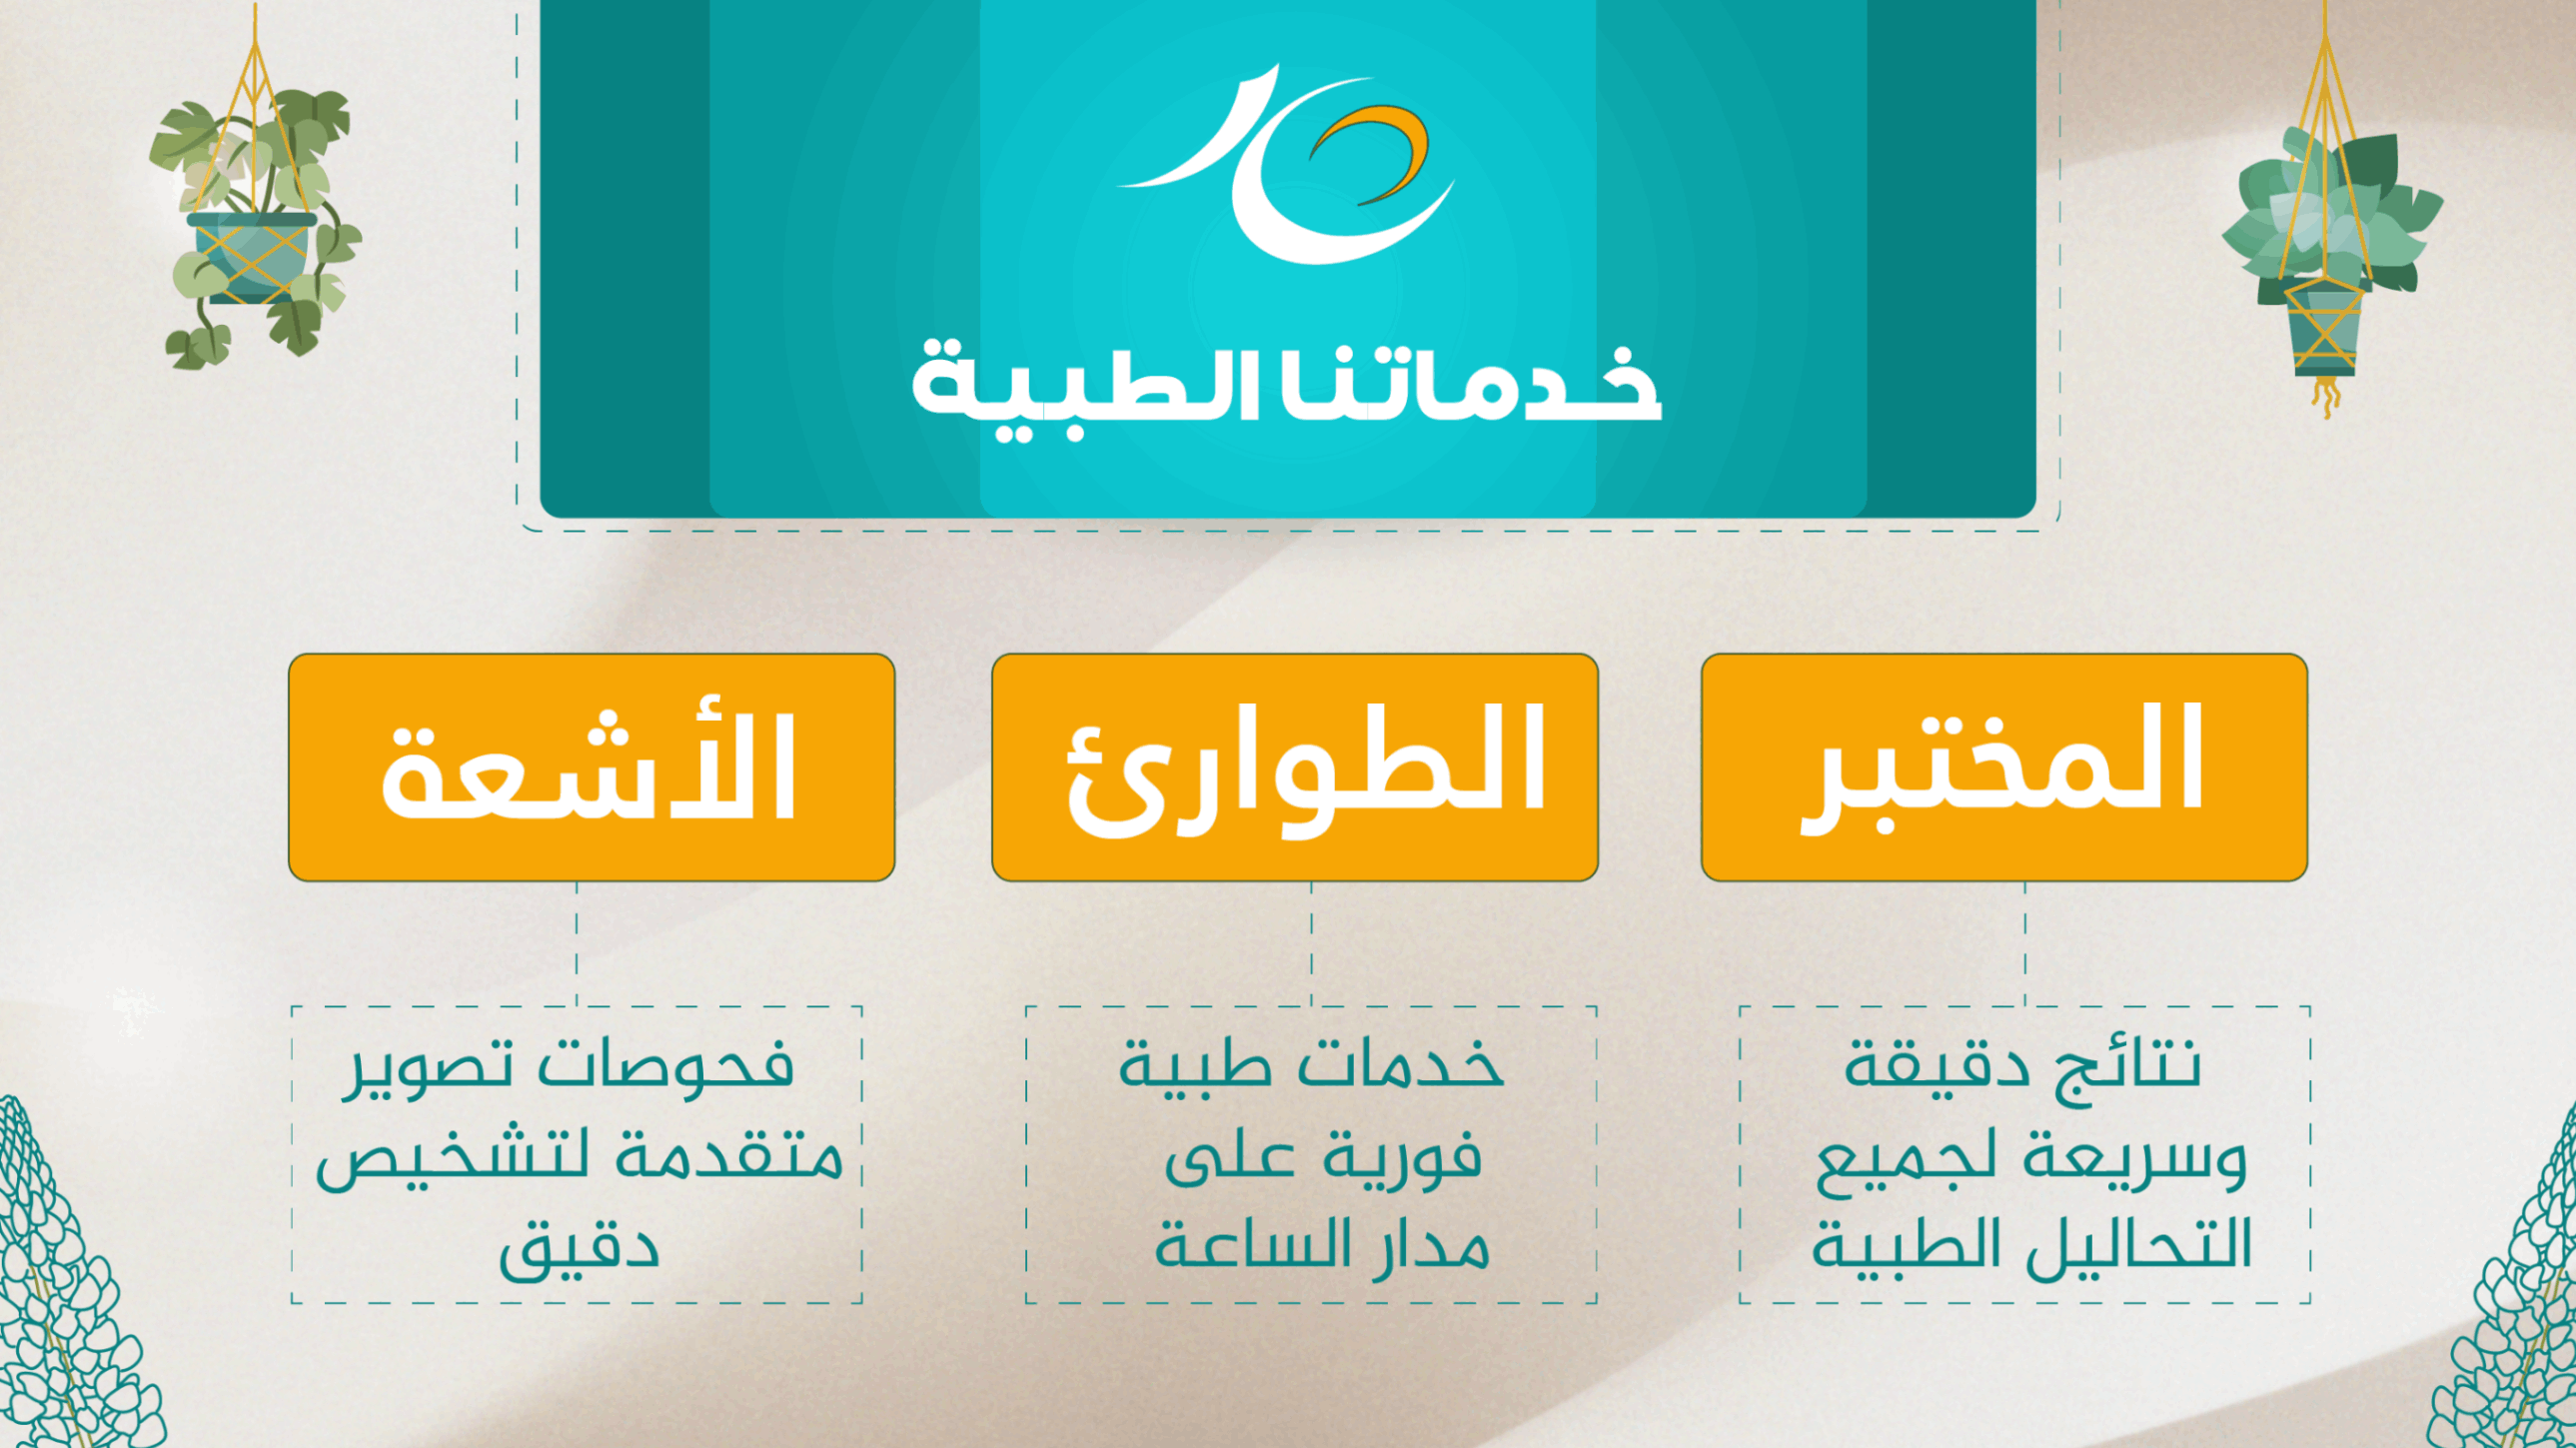 خدماتنا الطبية
المختبر
نتائج دقيقة
وسريعة لجميع
التحاليل الطبية
الطوارئ
خدمات طبية
فورية على
مدار الساعة
الأشعة
فحوصات تصوير
متقدمة لتشخيص
دقيق